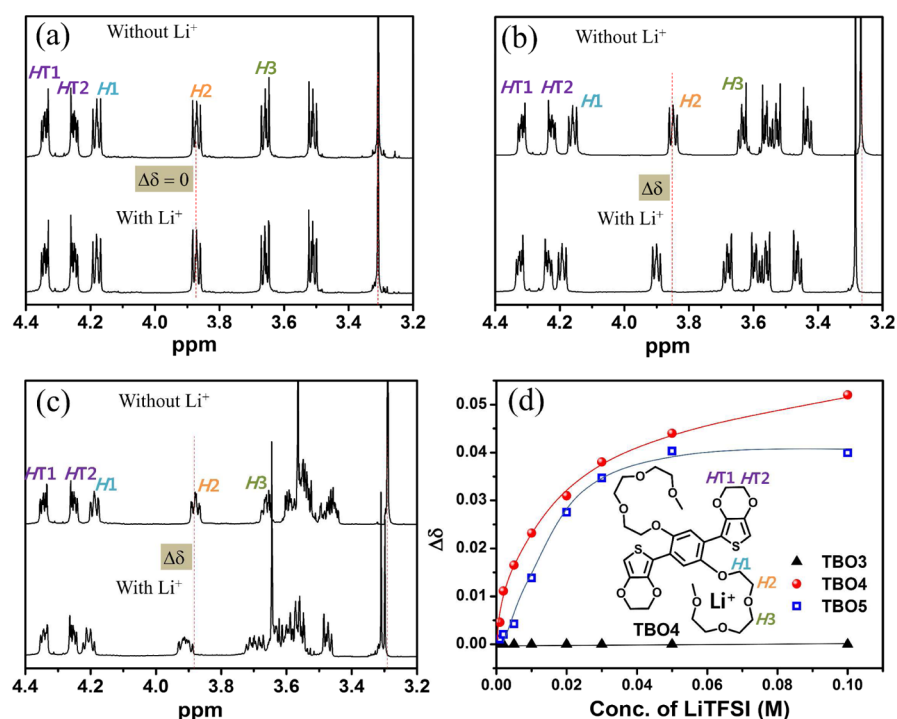 (a)
Without Li⁺
HT1
HT2
H1
H2
H3
Δδ = 0
With Li⁺
4.4 4.2 4.0 3.8 3.6 3.4 3.2
ppm
(b)
Without Li⁺
HT1
HT2
H1
H2
H3
Δδ
With Li⁺
4.4 4.2 4.0 3.8 3.6 3.4 3.2
ppm
(c)
Without Li⁺
HT1
HT2
H1
H2
H3
Δδ
With Li⁺
4.4 4.2 4.0 3.8 3.6 3.4 3.2
ppm
(d)
Δδ
0.05
0.04
0.03
0.02
0.01
0.00
0.00 0.02 0.04 0.06 0.08 0.10
Conc. of LiTFSI (M)
HT1 HT2
O O O O O O O O
S S
O O O O O O
H1
H2
H3
Li⁺
TBO4
TBO3
TBO4
TBO5